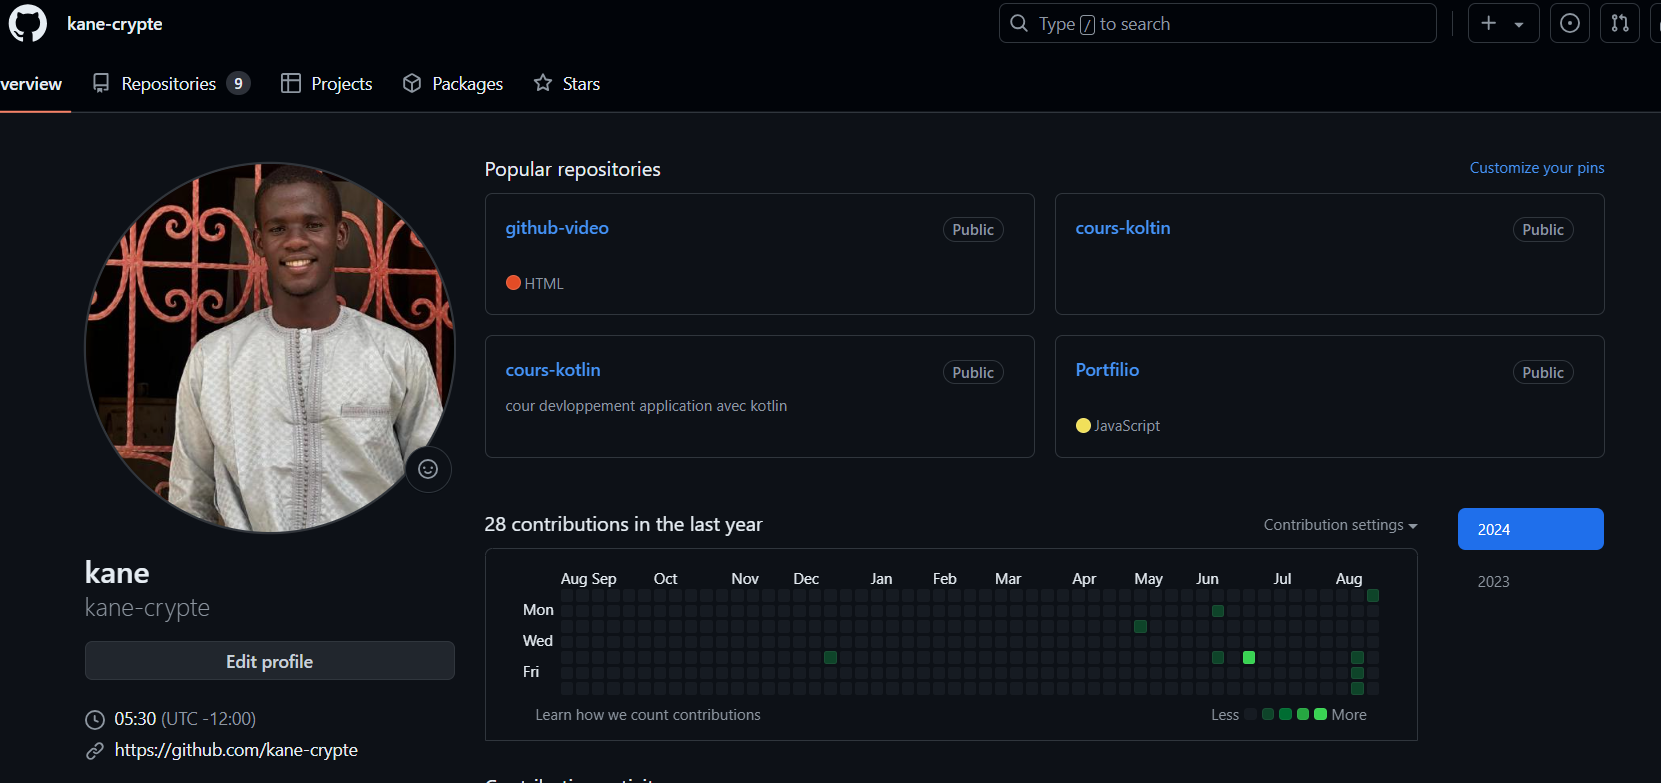 kane-crypte
Type / to search
verview
Repositories 9
Projects
Packages
Stars
Popular repositories
Customize your pins
github-video
Public
HTML
cours-koltin
Public
cours-kotlin
Public
cour devloppement application avec kotlin
Portfilio
Public
JavaScript
28 contributions in the last year
Contribution settings
2024
2023
Aug Sep Oct Nov Dec Jan Feb Mar Apr May Jun Jul Aug
Mon
Wed
Fri
Learn how we count contributions
Less
More
kane
kane-crypte
Edit profile
05:30 (UTC -12:00)
https://github.com/kane-crypte